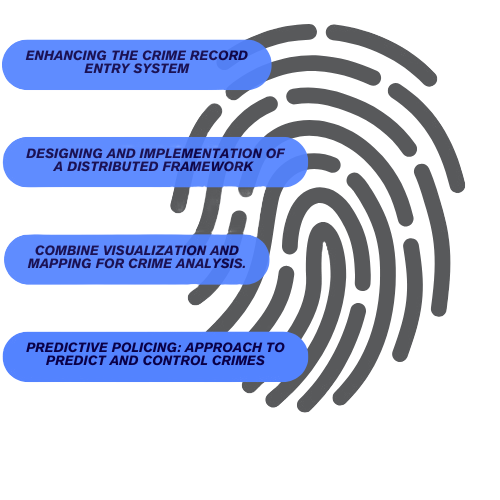 ENHANCING THE CRIME RECORD
ENTRY SYSTEM
DESIGNING AND IMPLEMENTATION OF
A DISTRIBUTED FRAMEWORK
COMBINE VISUALIZATION AND
MAPPING FOR CRIME ANALYSIS.
PREDICTIVE POLICING: APPROACH TO
PREDICT AND CONTROL CRIMES